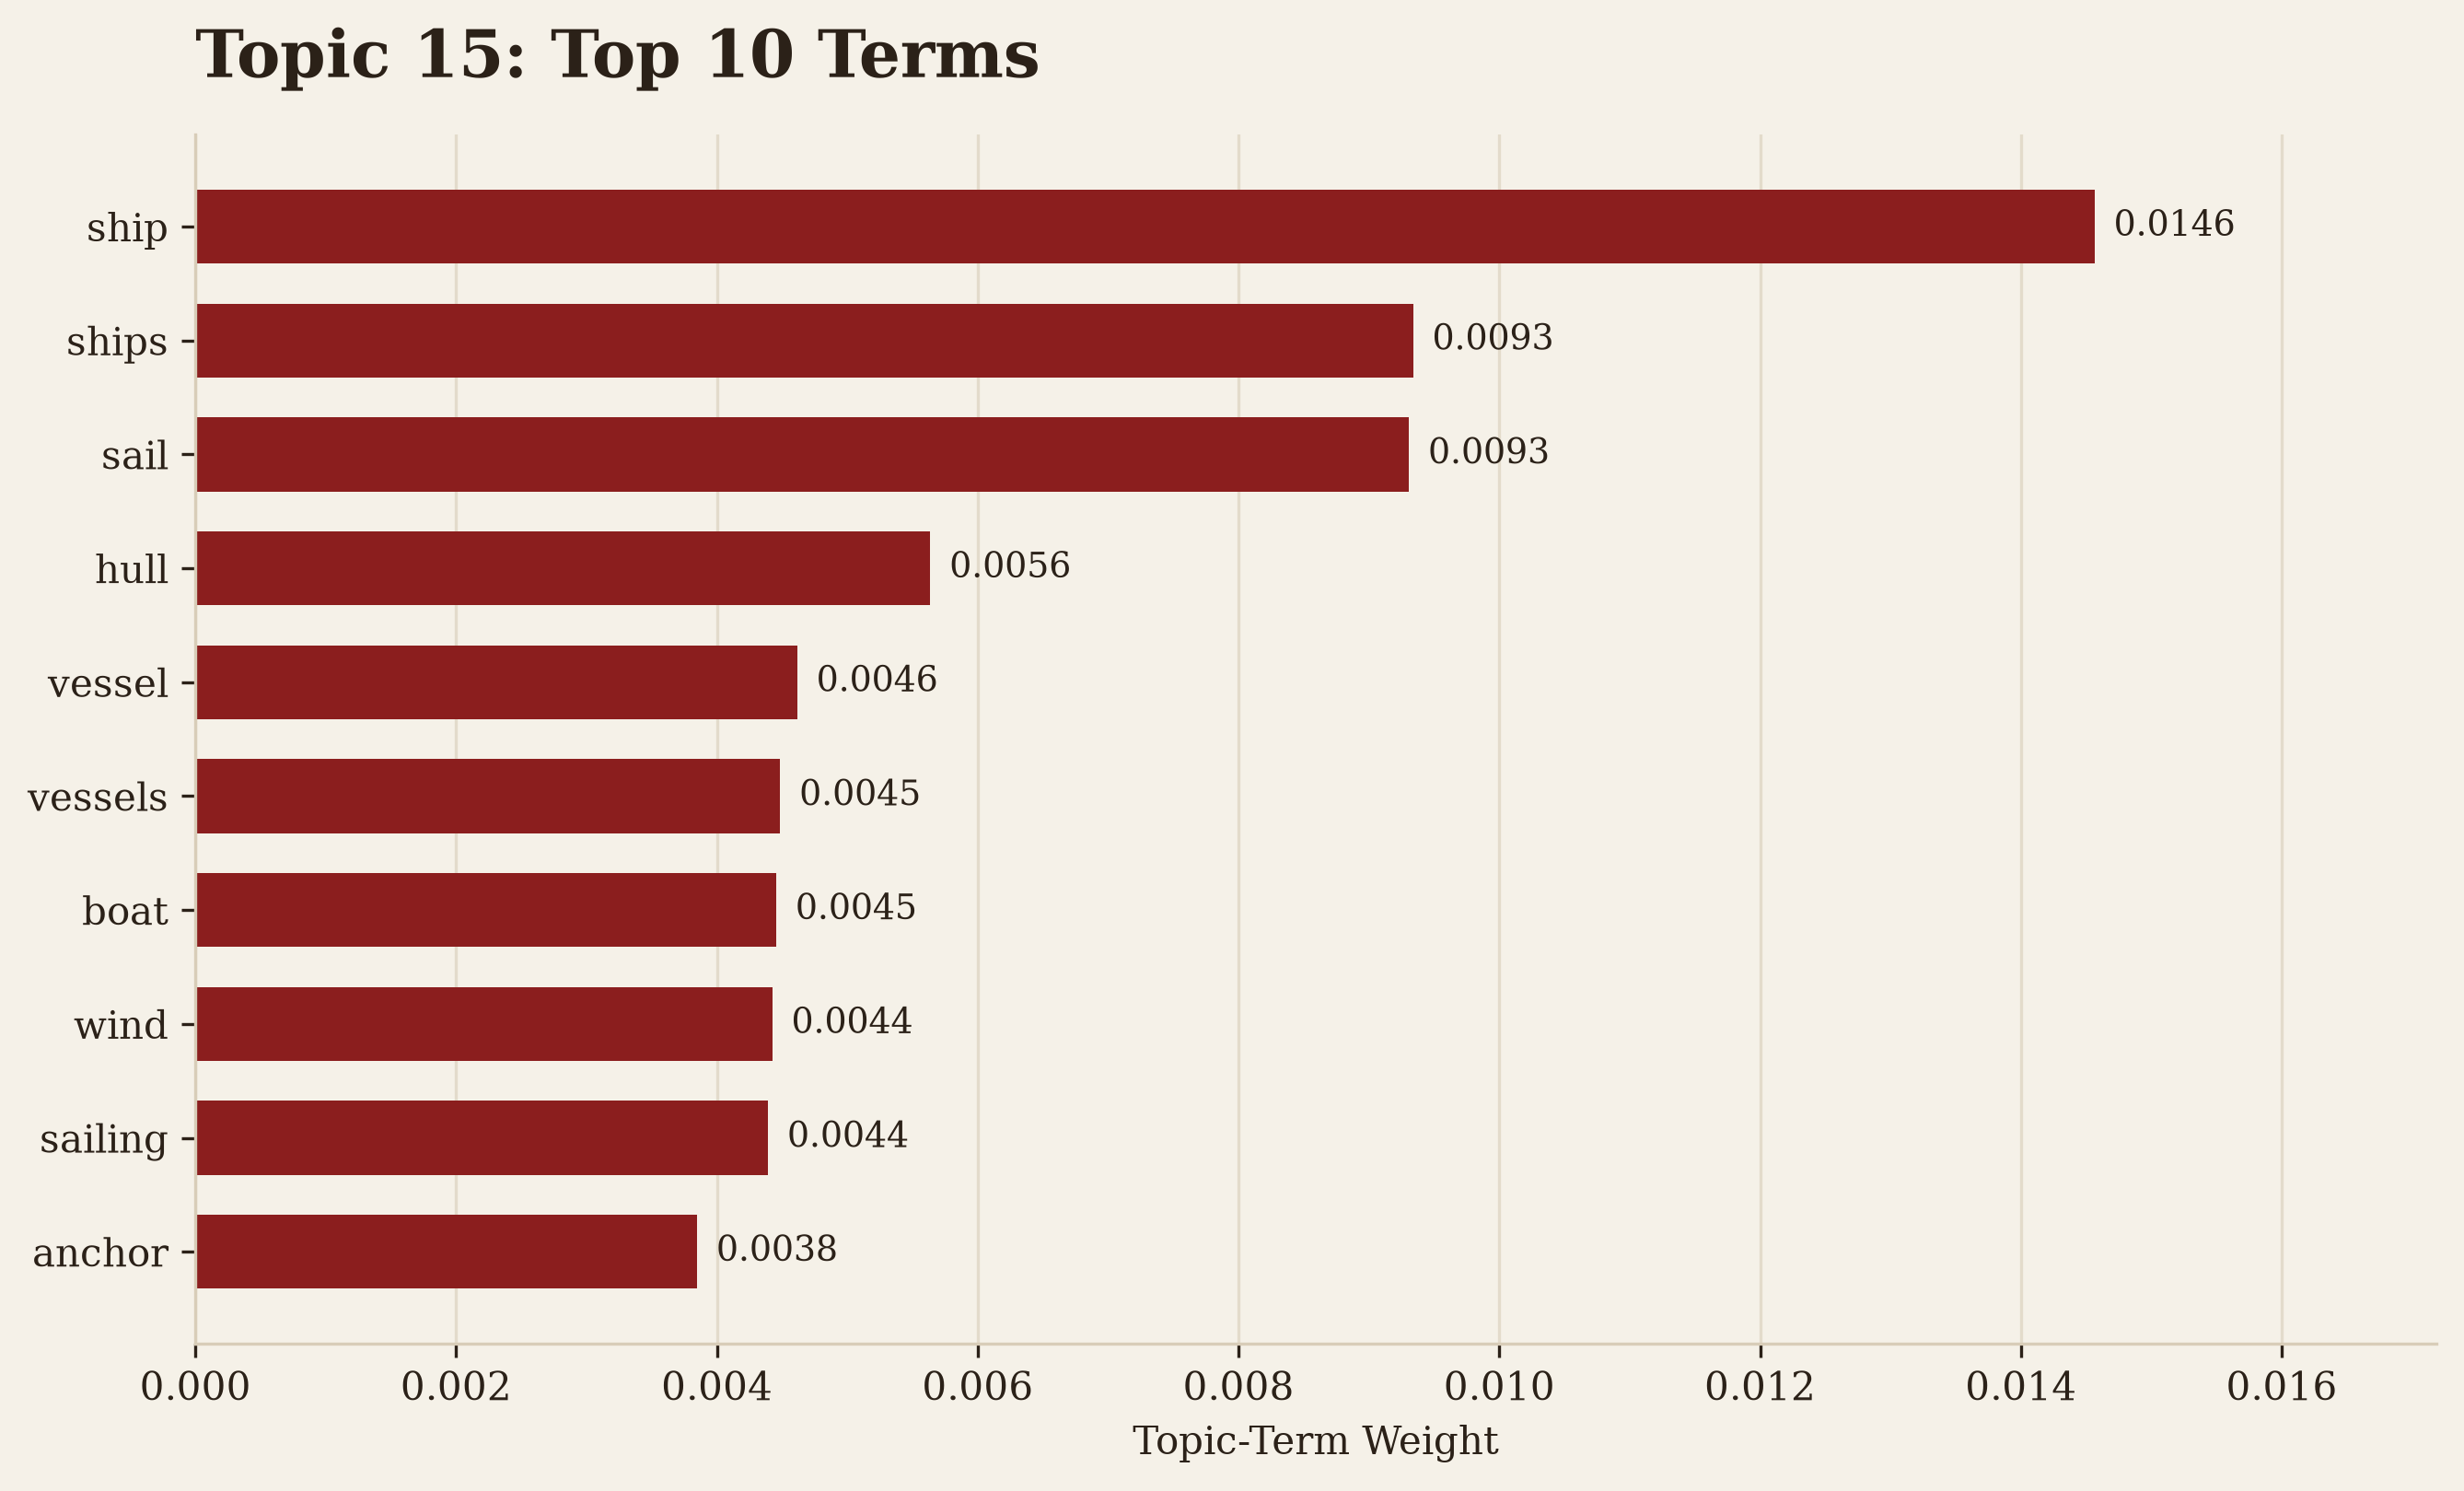 Topic 15: Top 10 Terms
ship 0.0146
ships 0.0093
sail 0.0093
hull 0.0056
vessel 0.0046
vessels 0.0045
boat 0.0045
wind 0.0044
sailing 0.0044
anchor 0.0038
0.000 0.002 0.004 0.006 0.008 0.010 0.012 0.014 0.016
Topic-Term Weight